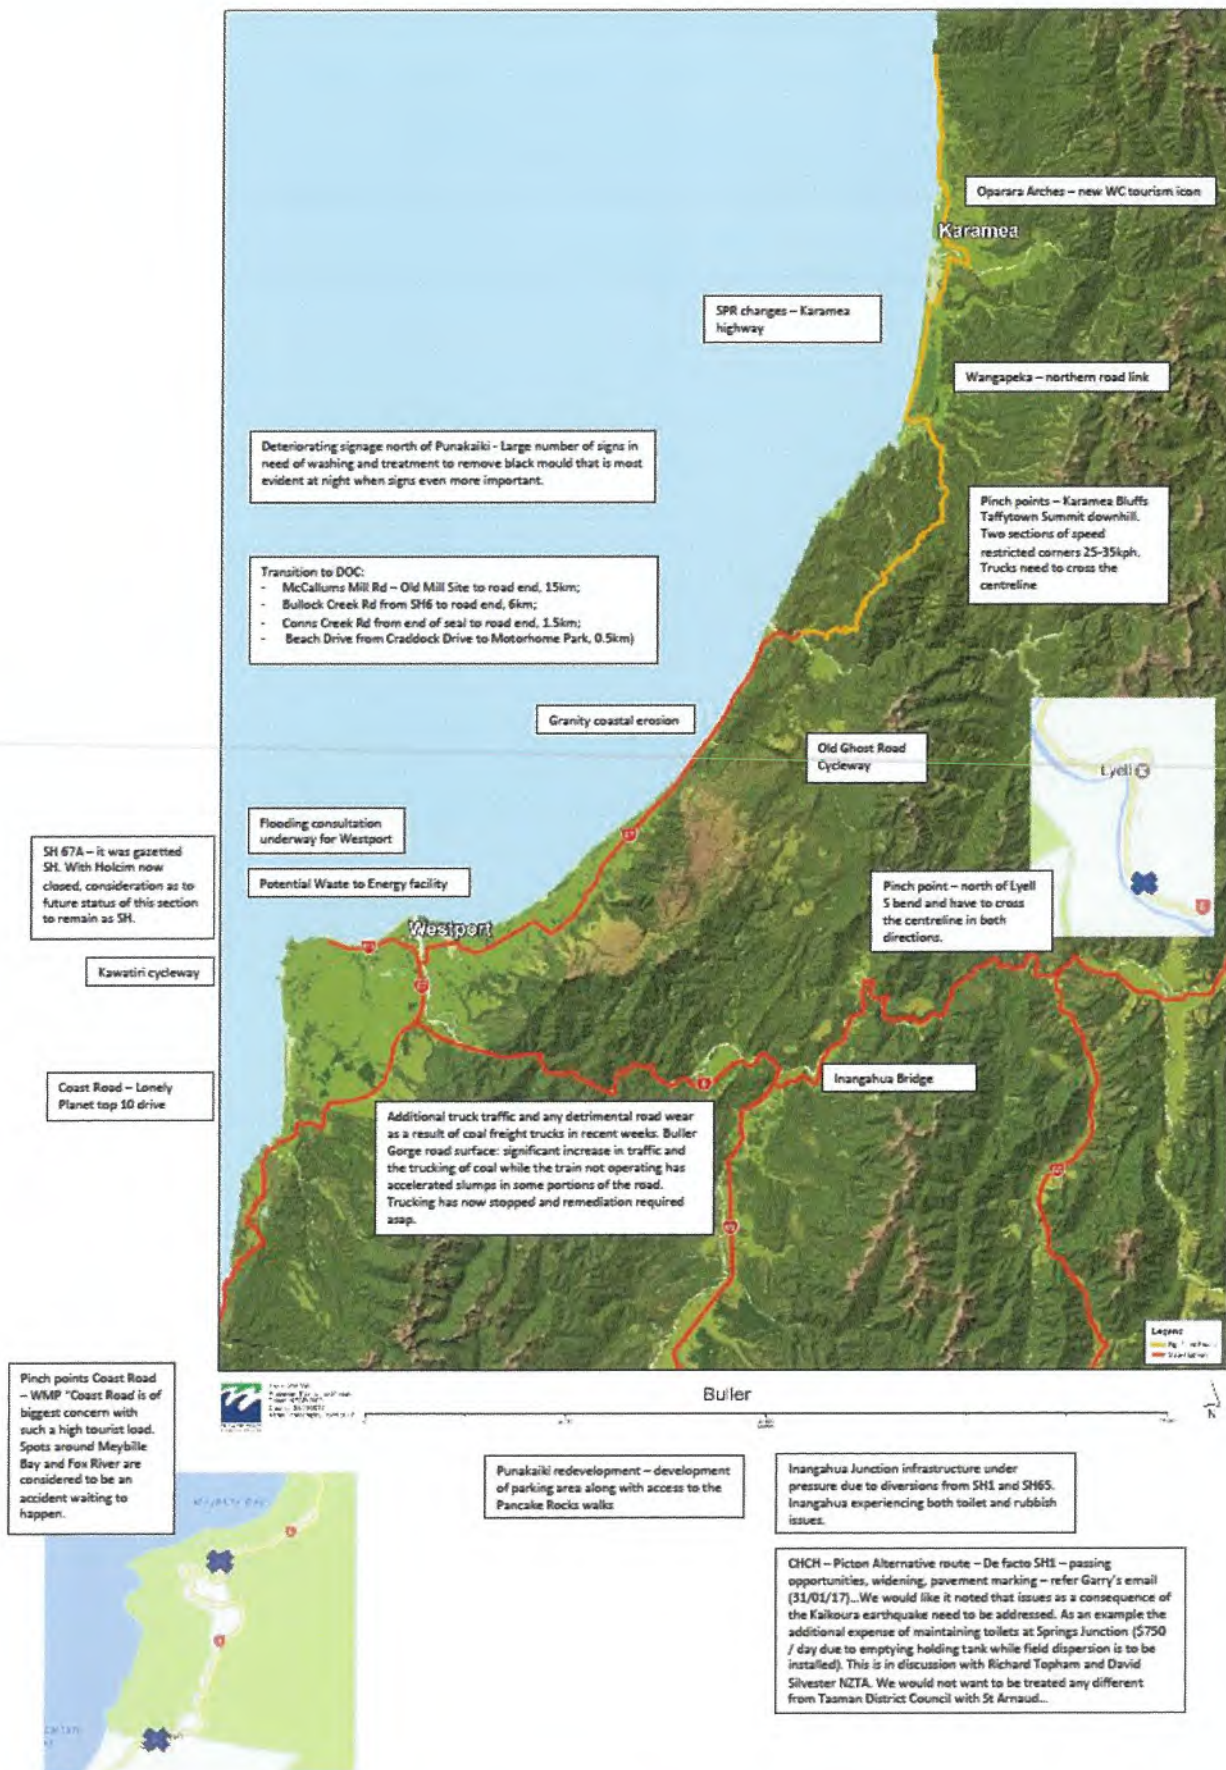 Oparara Arches – new WC tourism icon
Karamea
SPR changes – Karamea
highway
Wangapeka – northern road link
Deteriorating signage north of Punakaiki - Large number of signs in
need of washing and treatment to remove black mould that is most
evident at night when signs even more important.
Pinch points – Karamea Bluffs
Taffytown Summit downhill.
Two sections of speed
restricted corners 25-35kph.
Trucks need to cross the
centreline
Transition to DOC:
- McCallums Mill Rd – Old Mill Site to road end, 15km;
- Bullock Creek Rd from SH6 to road end, 6km;
- Conns Creek Rd from end of seal to road end, 1.5km;
- Beach Drive from Craddock Drive to Motorhome Park, 0.5km)
Granity coastal erosion
Old Ghost Road
Cycleway
Lyell
Flooding consultation
underway for Westport
Potential Waste to Energy facility
SH 67A – it was gazetted
SH. With Holcim now
closed, consideration as to
future status of this section
to remain as SH.
Pinch point – north of Lyell
S bend and have to cross
the centreline in both
directions.
6
67
Westport
Kawatiri cycleway
67
Coast Road – Lonely
Planet top 10 drive
6
Inangahua Bridge
Additional truck traffic and any detrimental road wear
as a result of coal freight trucks in recent weeks. Buller
Gorge road surface: significant increase in traffic and
the trucking of coal while the train not operating has
accelerated slumps in some portions of the road.
Trucking has now stopped and remediation required
asap.
65
69
Legend
Buller
N
Pinch points Coast Road
– WMP "Coast Road is of
biggest concern with
such a high tourist load.
Spots around Meybille
Bay and Fox River are
considered to be an
accident waiting to
happen.
6
6
Punakaiki redevelopment – development
of parking area along with access to the
Pancake Rocks walks
Inangahua Junction infrastructure under
pressure due to diversions from SH1 and SH65.
Inangahua experiencing both toilet and rubbish
issues.
CHCH – Picton Alternative route – De facto SH1 – passing
opportunities, widening, pavement marking – refer Garry's email
(31/01/17)...We would like it noted that issues as a consequence of
the Kaikoura earthquake need to be addressed. As an example the
additional expense of maintaining toilets at Springs Junction ($750
/ day due to emptying holding tank while field dispersion is to be
installed). This is in discussion with Richard Topham and David
Silvester NZTA. We would not want to be treated any different
from Tasman District Council with St Arnaud...